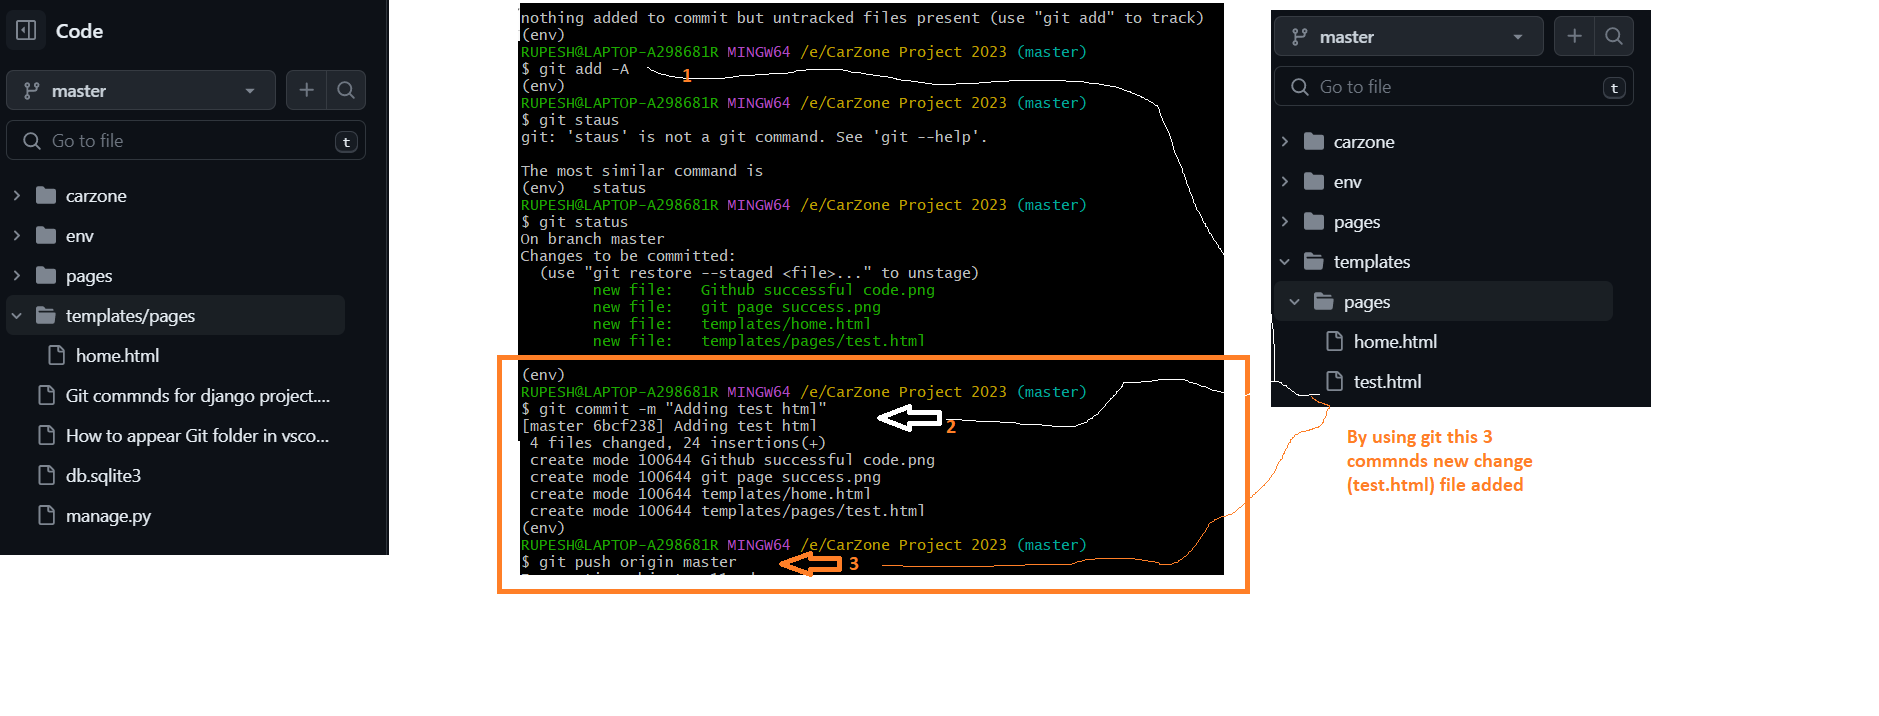 Code
master
Go to file
t
carzone
env
pages
templates/pages
home.html
Git commnds for django project....
How to appear Git folder in vsco...
db.sqlite3
manage.py
nothing added to commit but untracked files present (use "git add" to track)
(env)
RUPESH@LAPTOP-A298681R MINGW64 /e/CarZone Project 2023 (master)
$ git add -A
1
(env)
RUPESH@LAPTOP-A298681R MINGW64 /e/CarZone Project 2023 (master)
$ git staus
git: 'staus' is not a git command. See 'git --help'.
The most similar command is
(env)   status
RUPESH@LAPTOP-A298681R MINGW64 /e/CarZone Project 2023 (master)
$ git status
On branch master
Changes to be committed:
(use "git restore --staged <file>..." to unstage)
new file:   Github successful code.png
new file:   git page success.png
new file:   templates/home.html
new file:   templates/pages/test.html
(env)
RUPESH@LAPTOP-A298681R MINGW64 /e/CarZone Project 2023 (master)
$ git commit -m "Adding test html"
2
[master 6bcf238] Adding test html
4 files changed, 24 insertions(+)
create mode 100644 Github successful code.png
create mode 100644 git page success.png
create mode 100644 templates/home.html
create mode 100644 templates/pages/test.html
(env)
RUPESH@LAPTOP-A298681R MINGW64 /e/CarZone Project 2023 (master)
$ git push origin master
3
master
Go to file
t
carzone
env
pages
templates
pages
home.html
test.html
By using git this 3
commnds new change
(test.html) file added